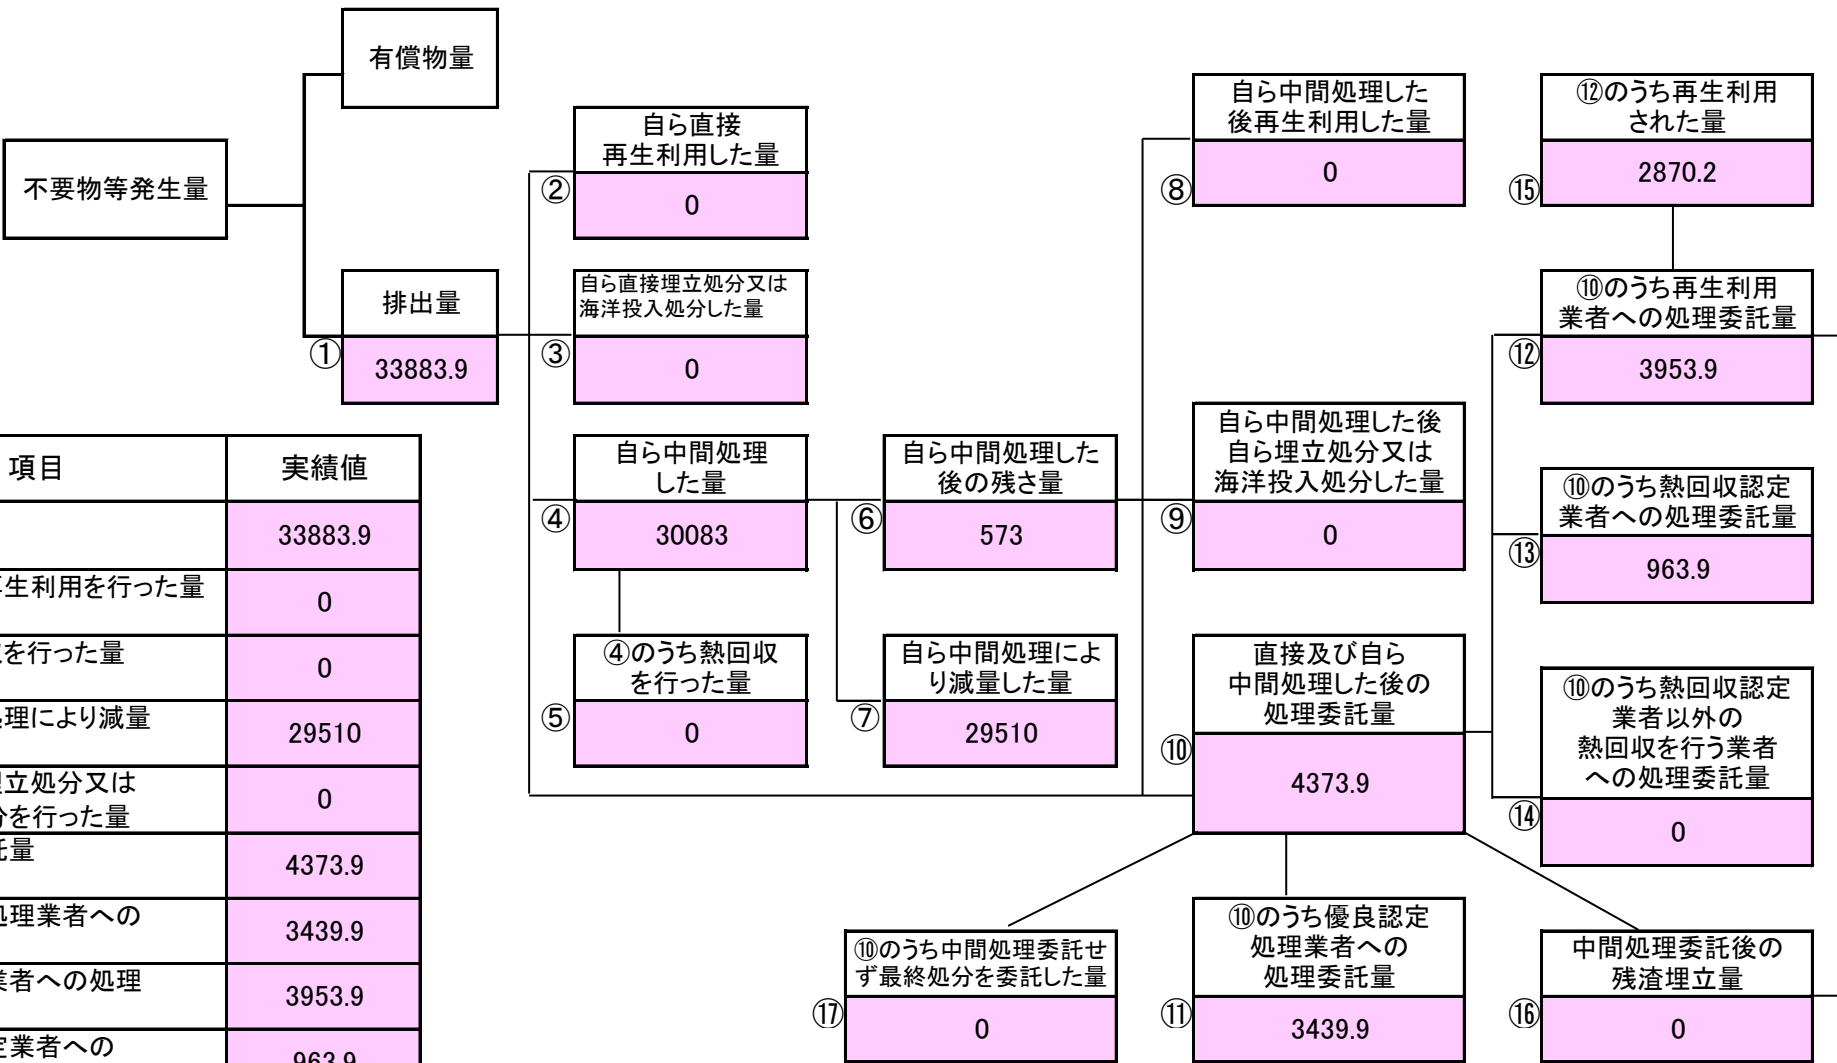 有償物量
不要物等発生量
排出量
①
33883.9
自ら直接
再生利用した量
②
0
自ら直接埋立処分又は
海洋投入処分した量
③
0
自ら中間処理
した量
④
30083
④のうち熱回収
を行った量
⑤
0
自ら中間処理した
後の残さ量
⑥
573
自ら中間処理によ
り減量した量
⑦
29510
自ら中間処理した
後再生利用した量
⑧
0
自ら中間処理した後
自ら埋立処分又は
海洋投入処分した量
⑨
0
直接及び自ら
中間処理した後の
処理委託量
⑩
4373.9
⑫のうち再生利用
された量
⑮
2870.2
⑩のうち再生利用
業者への処理委託量
⑫
3953.9
⑩のうち熱回収認定
業者への処理委託量
⑬
963.9
⑩のうち熱回収認定
業者以外の
熱回収を行う業者
への処理委託量
⑭
0
⑩のうち中間処理委託せ
ず最終処分を委託した量
⑰
0
⑩のうち優良認定
処理業者への
処理委託量
⑪
3439.9
中間処理委託後の
残渣埋立量
⑯
0
項目 実績値
33883.9
生利用を行った量
0
を行った量
0
理により減量
29510
立処分又は
を行った量
0
託量
4373.9
処理業者への
3439.9
業者への処理
3953.9
定業者への
963.9